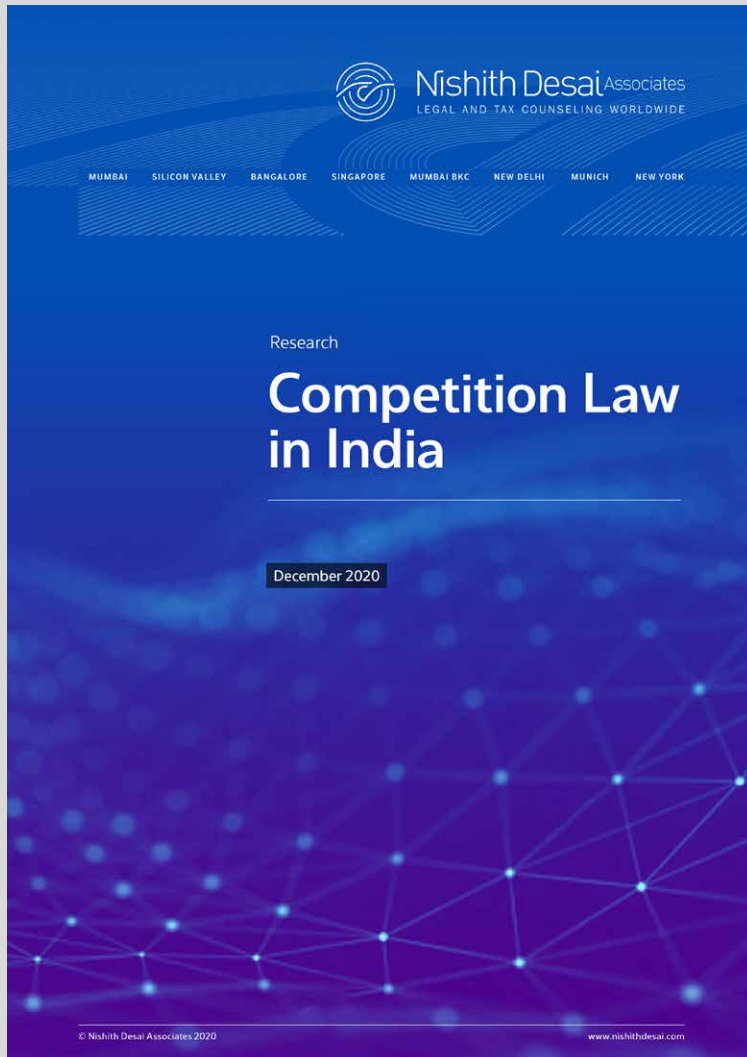 Nishith Desai Associates
LEGAL AND TAX COUNSELING WORLDWIDE
MUMBAI SILICON VALLEY BANGALORE SINGAPORE MUMBAI BKC NEW DELHI MUNICH NEW YORK
Research
Competition Law
in India
December 2020
© Nishith Desai Associates 2020 www.nishithdesai.com